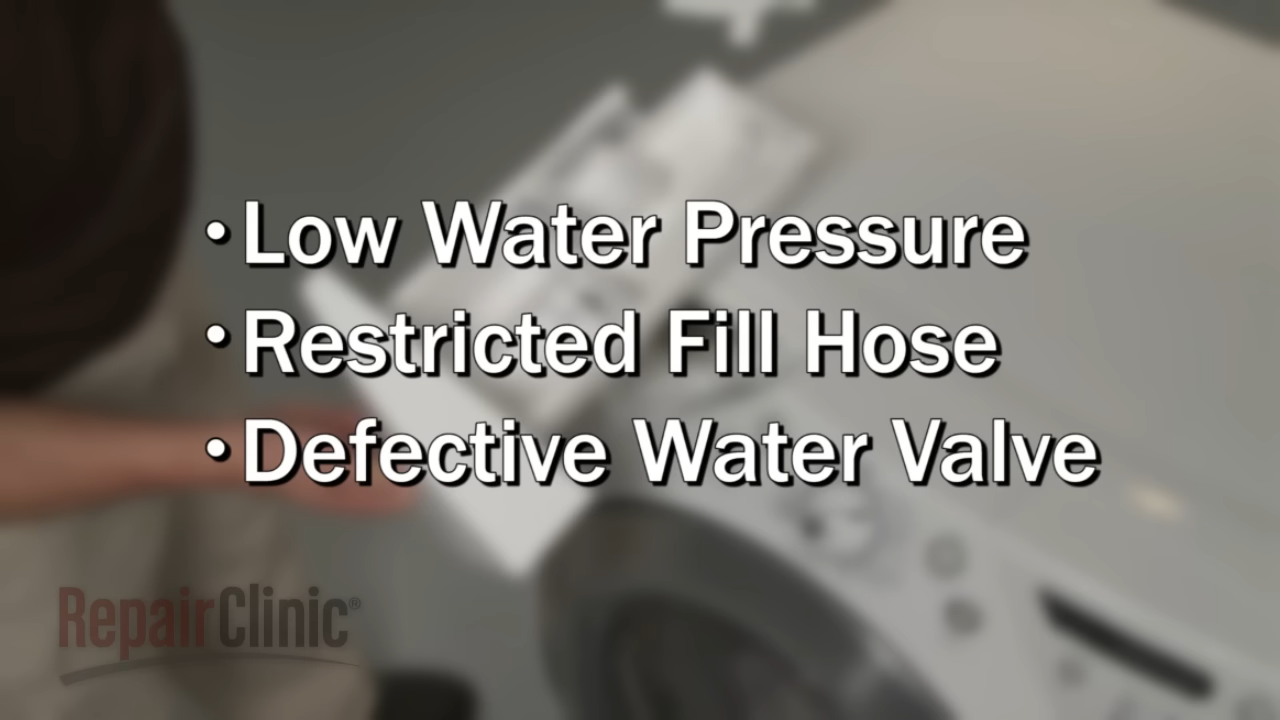 • Low Water Pressure
• Restricted Fill Hose
• Defective Water Valve
RepairClinic®